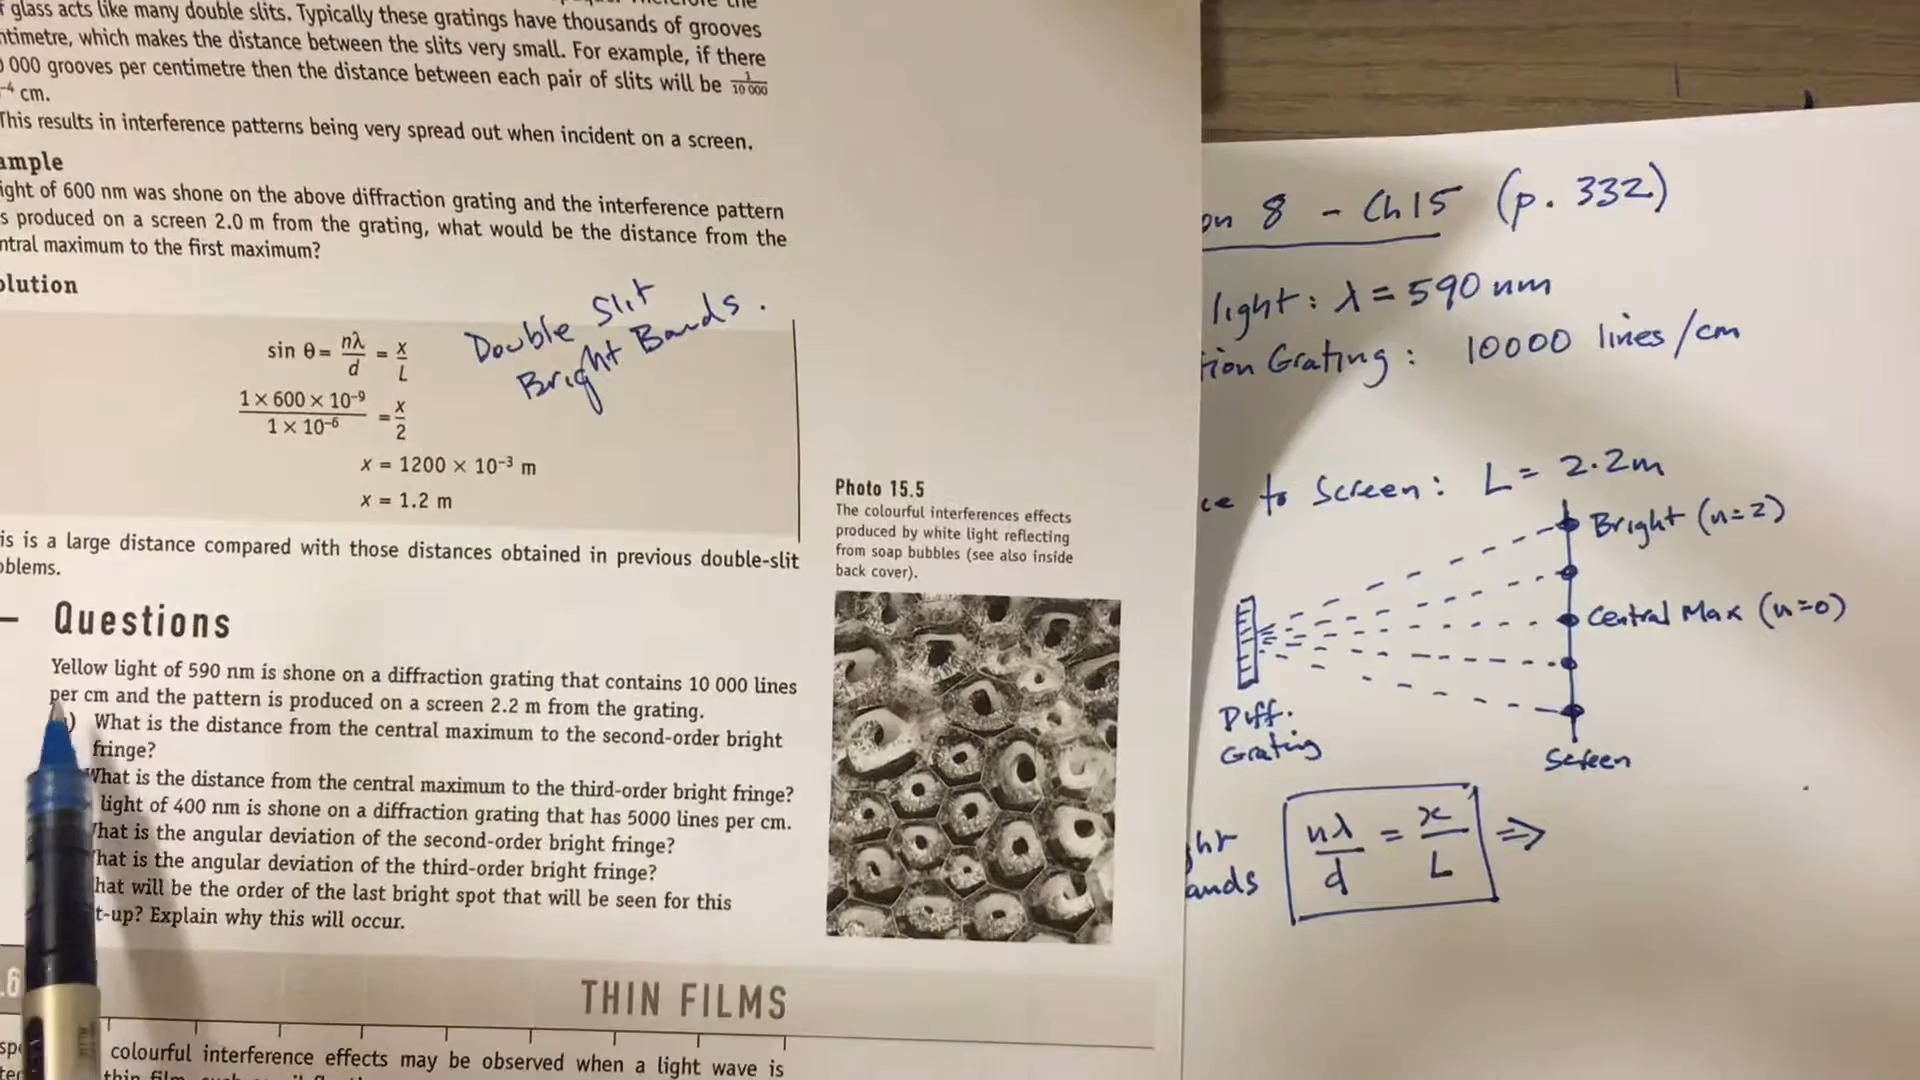 glass acts like many double slits. Typically these gratings have thousands of grooves
ntimetre, which makes the distance between the slits very small. For example, if there
000 grooves per centimetre then the distance between each pair of slits will be 1/10 000
-4 cm.
This results in interference patterns being very spread out when incident on a screen.
ample
ight of 600 nm was shone on the above diffraction grating and the interference pattern
s produced on a screen 2.0 m from the grating, what would be the distance from the
ntral maximum to the first maximum?
olution
sin θ = nλ/d = x/L
1 × 600 × 10⁻⁹ / 1 × 10⁻⁶ = x/2
x = 1200 × 10⁻³ m
x = 1.2 m
Double Slit
Bright Bands.
is is a large distance compared with those distances obtained in previous double-slit
oblems.
Questions
Yellow light of 590 nm is shone on a diffraction grating that contains 10 000 lines
per cm and the pattern is produced on a screen 2.2 m from the grating.
) What is the distance from the central maximum to the second-order bright
fringe?
What is the distance from the central maximum to the third-order bright fringe?
light of 400 nm is shone on a diffraction grating that has 5000 lines per cm.
hat is the angular deviation of the second-order bright fringe?
hat is the angular deviation of the third-order bright fringe?
hat will be the order of the last bright spot that will be seen for this
t-up? Explain why this will occur.
Photo 15.5
The colourful interferences effects
produced by white light reflecting
from soap bubbles (see also inside
back cover).
.6
THIN FILMS
colourful interference effects may be observed when a light wave is
on 8 - Ch 15 (p. 332)
light: λ = 590 nm
tion Grating: 10000 lines/cm
ce to Screen: L = 2.2m
Bright (n=2)
Central Max (n=0)
Diff.
Grating
Screen
ght
ands
nλ/d = x/L ⇒